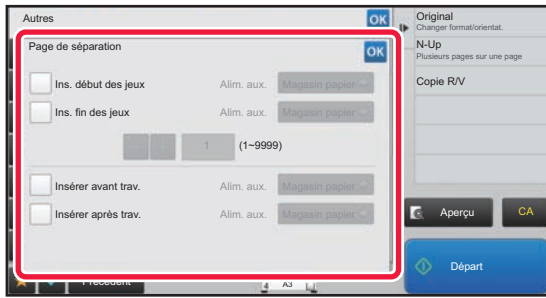 Autres
OK
Page de séparation
OK
Ins. début des jeux Alim. aux. Magasin papier
Ins. fin des jeux Alim. aux. Magasin papier
1 (1~9999)
Insérer avant trav. Alim. aux. Magasin papier
Insérer après trav. Alim. aux. Magasin papier
Précédent
4 A3
Original
Changer format/orientat.
N-Up
Plusieurs pages sur une page
Copie R/V
Aperçu
CA
Départ